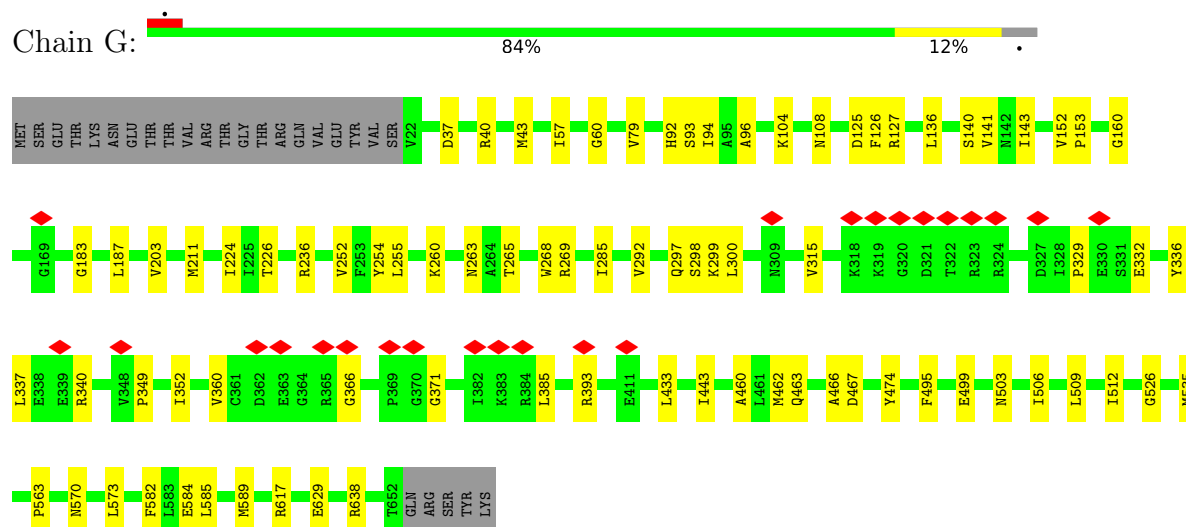 Chain G:
84% 12%
MET SER GLU THR LYS ASN GLU THR THR VAL ARG THR GLY THR ARG GLN VAL GLU TYR VAL SER V22 D37 R40 M43 I57 G60 V79 H92 S93 I94 A95 A96 K104 N108 D125 F126 R127 L136 S140 V141 N142 I143 V152 P153 G160
G169 G183 L187 V203 M211 I224 I225 T226 R236 V252 F253 Y254 L255 K260 N263 A264 T265 W268 R269 I285 V292 Q297 S298 K299 L300 N309 V315 K318 K319 G320 D321 T322 R323 R324 D327 I328 P329 E330 S331 E332 Y336
L337 E338 E339 R340 V348 P349 I352 V360 C361 D362 E363 G364 R365 G366 P369 G370 G371 I382 K383 R384 L385 R393 E411 L433 I443 A460 L461 M462 Q463 A466 D467 Y474 F495 E499 N503 I506 L509 I512 G526
P563 N570 L573 F582 L583 E584 L585 M589 R617 E629 R638 T652 GLN ARG SER TYR LYS